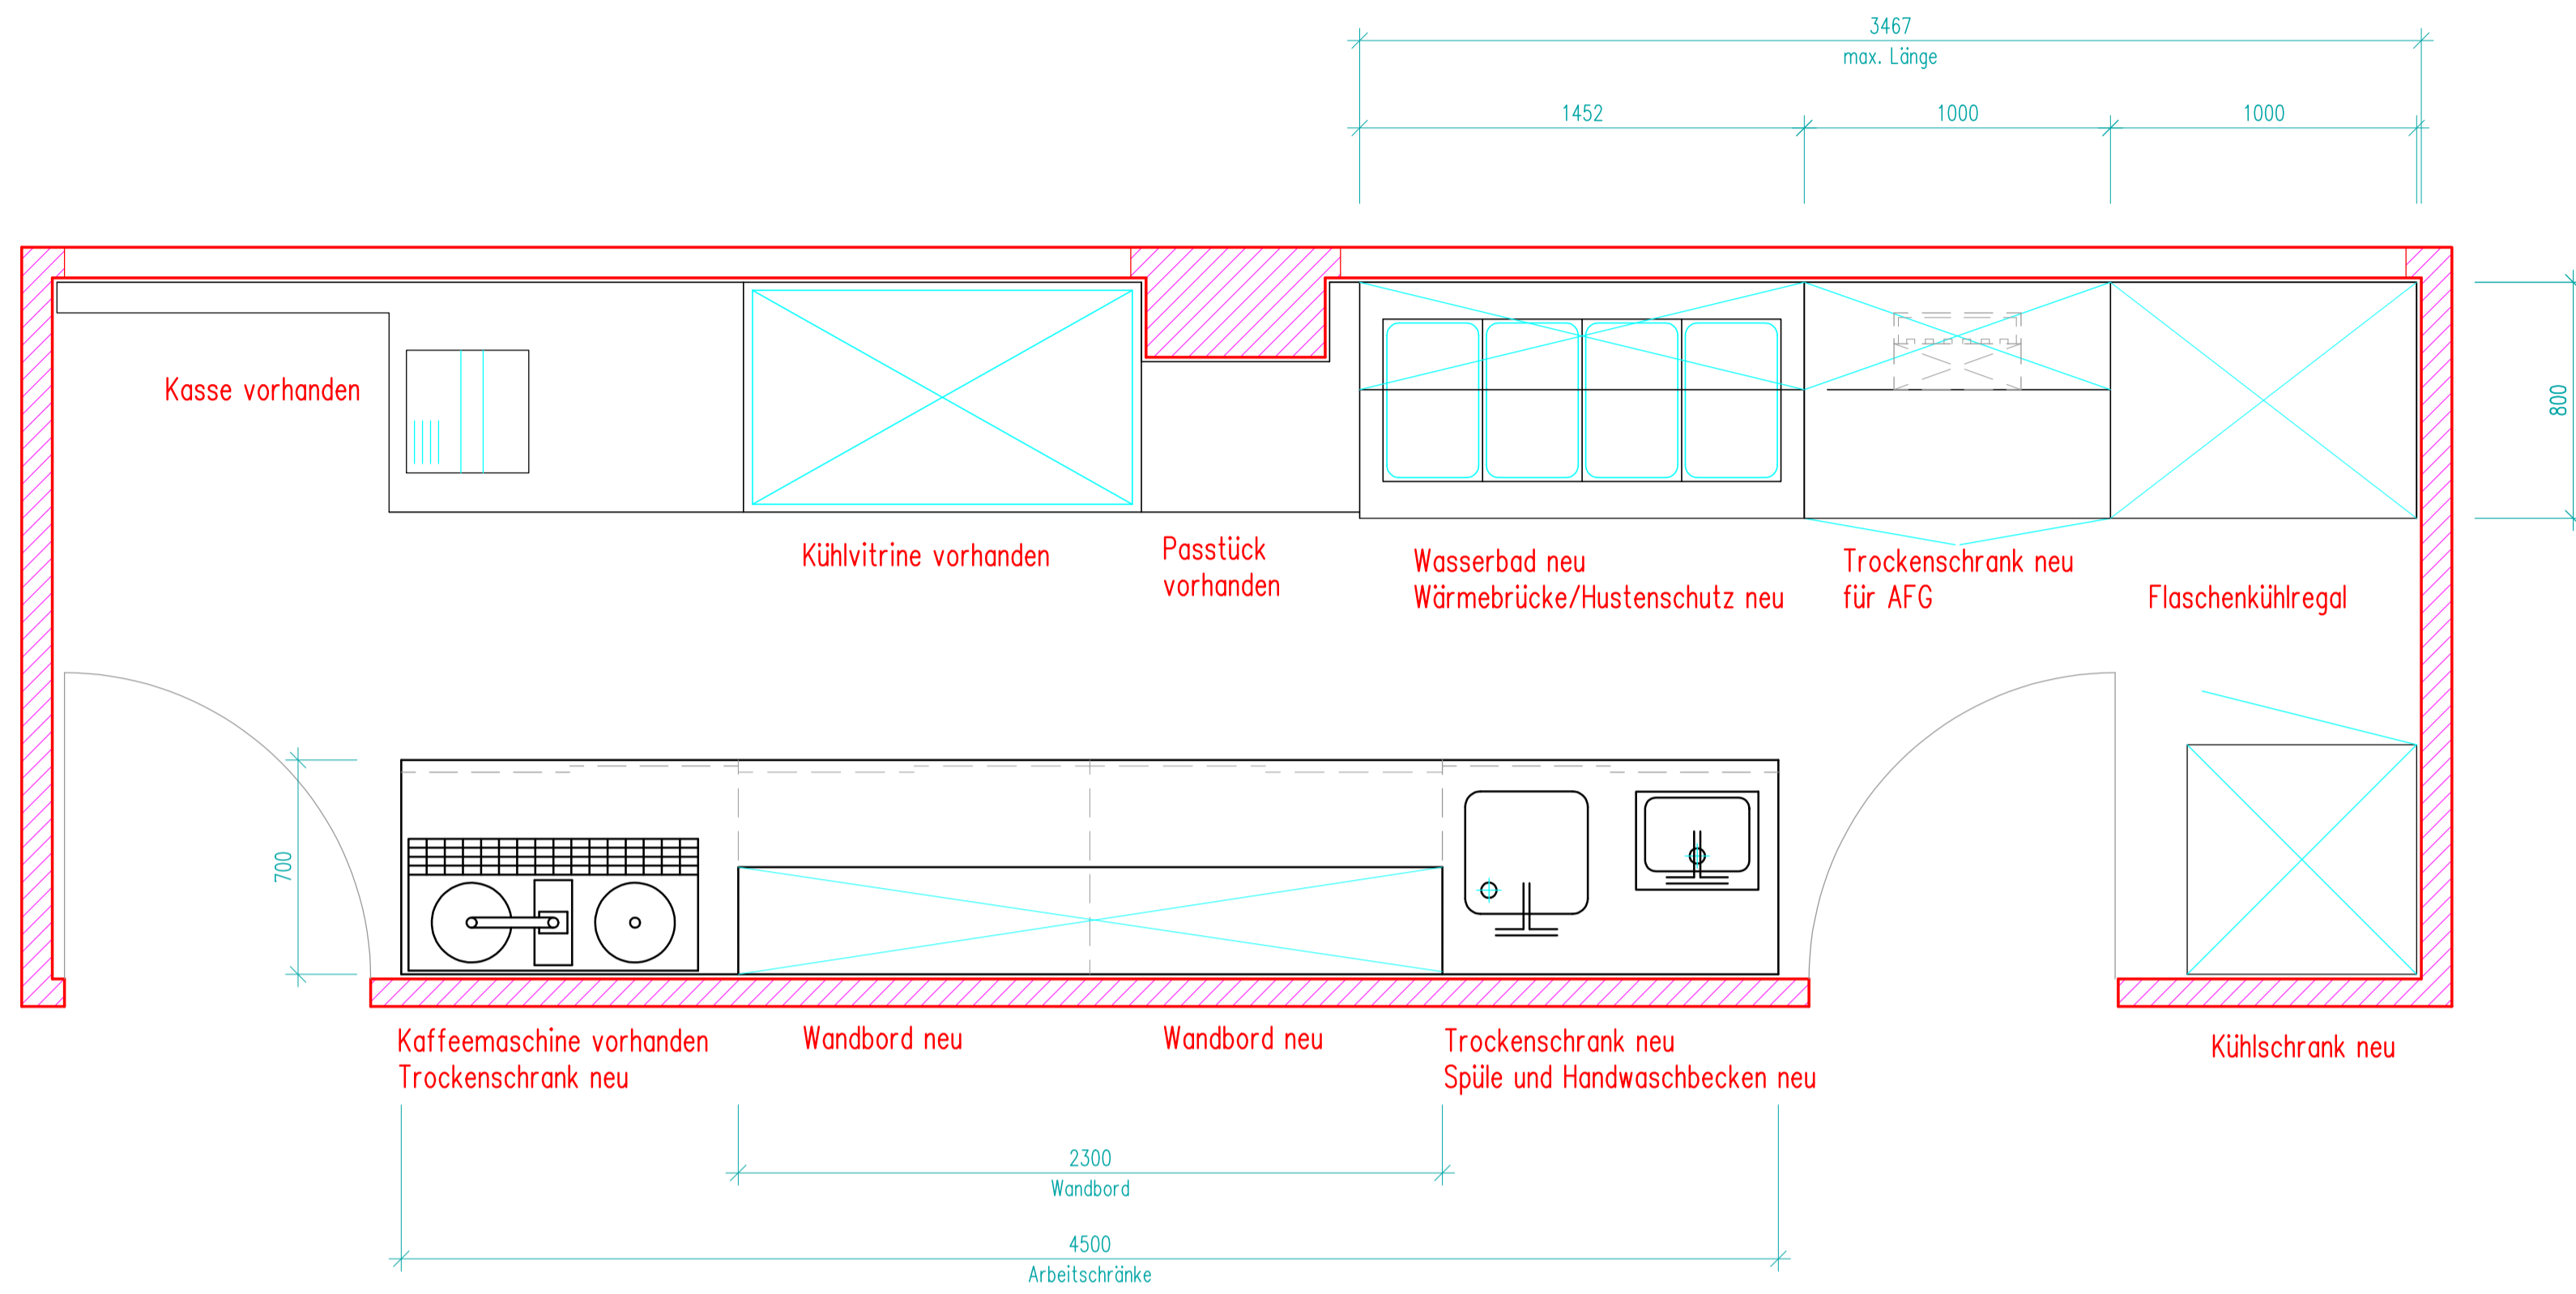 3467
max. Länge
1452
1000
1000
800
Kasse vorhanden
Kühlvitrine vorhanden
Passtück
vorhanden
Wasserbad neu
Wärmebrücke/Hustenschutz neu
Trockenschrank neu
für AFG
Flaschenkühlregal
700
Kaffeemaschine vorhanden
Trockenschrank neu
Wandbord neu
Wandbord neu
Trockenschrank neu
Spüle und Handwaschbecken neu
Kühlschrank neu
2300
Wandbord
4500
Arbeitschränke